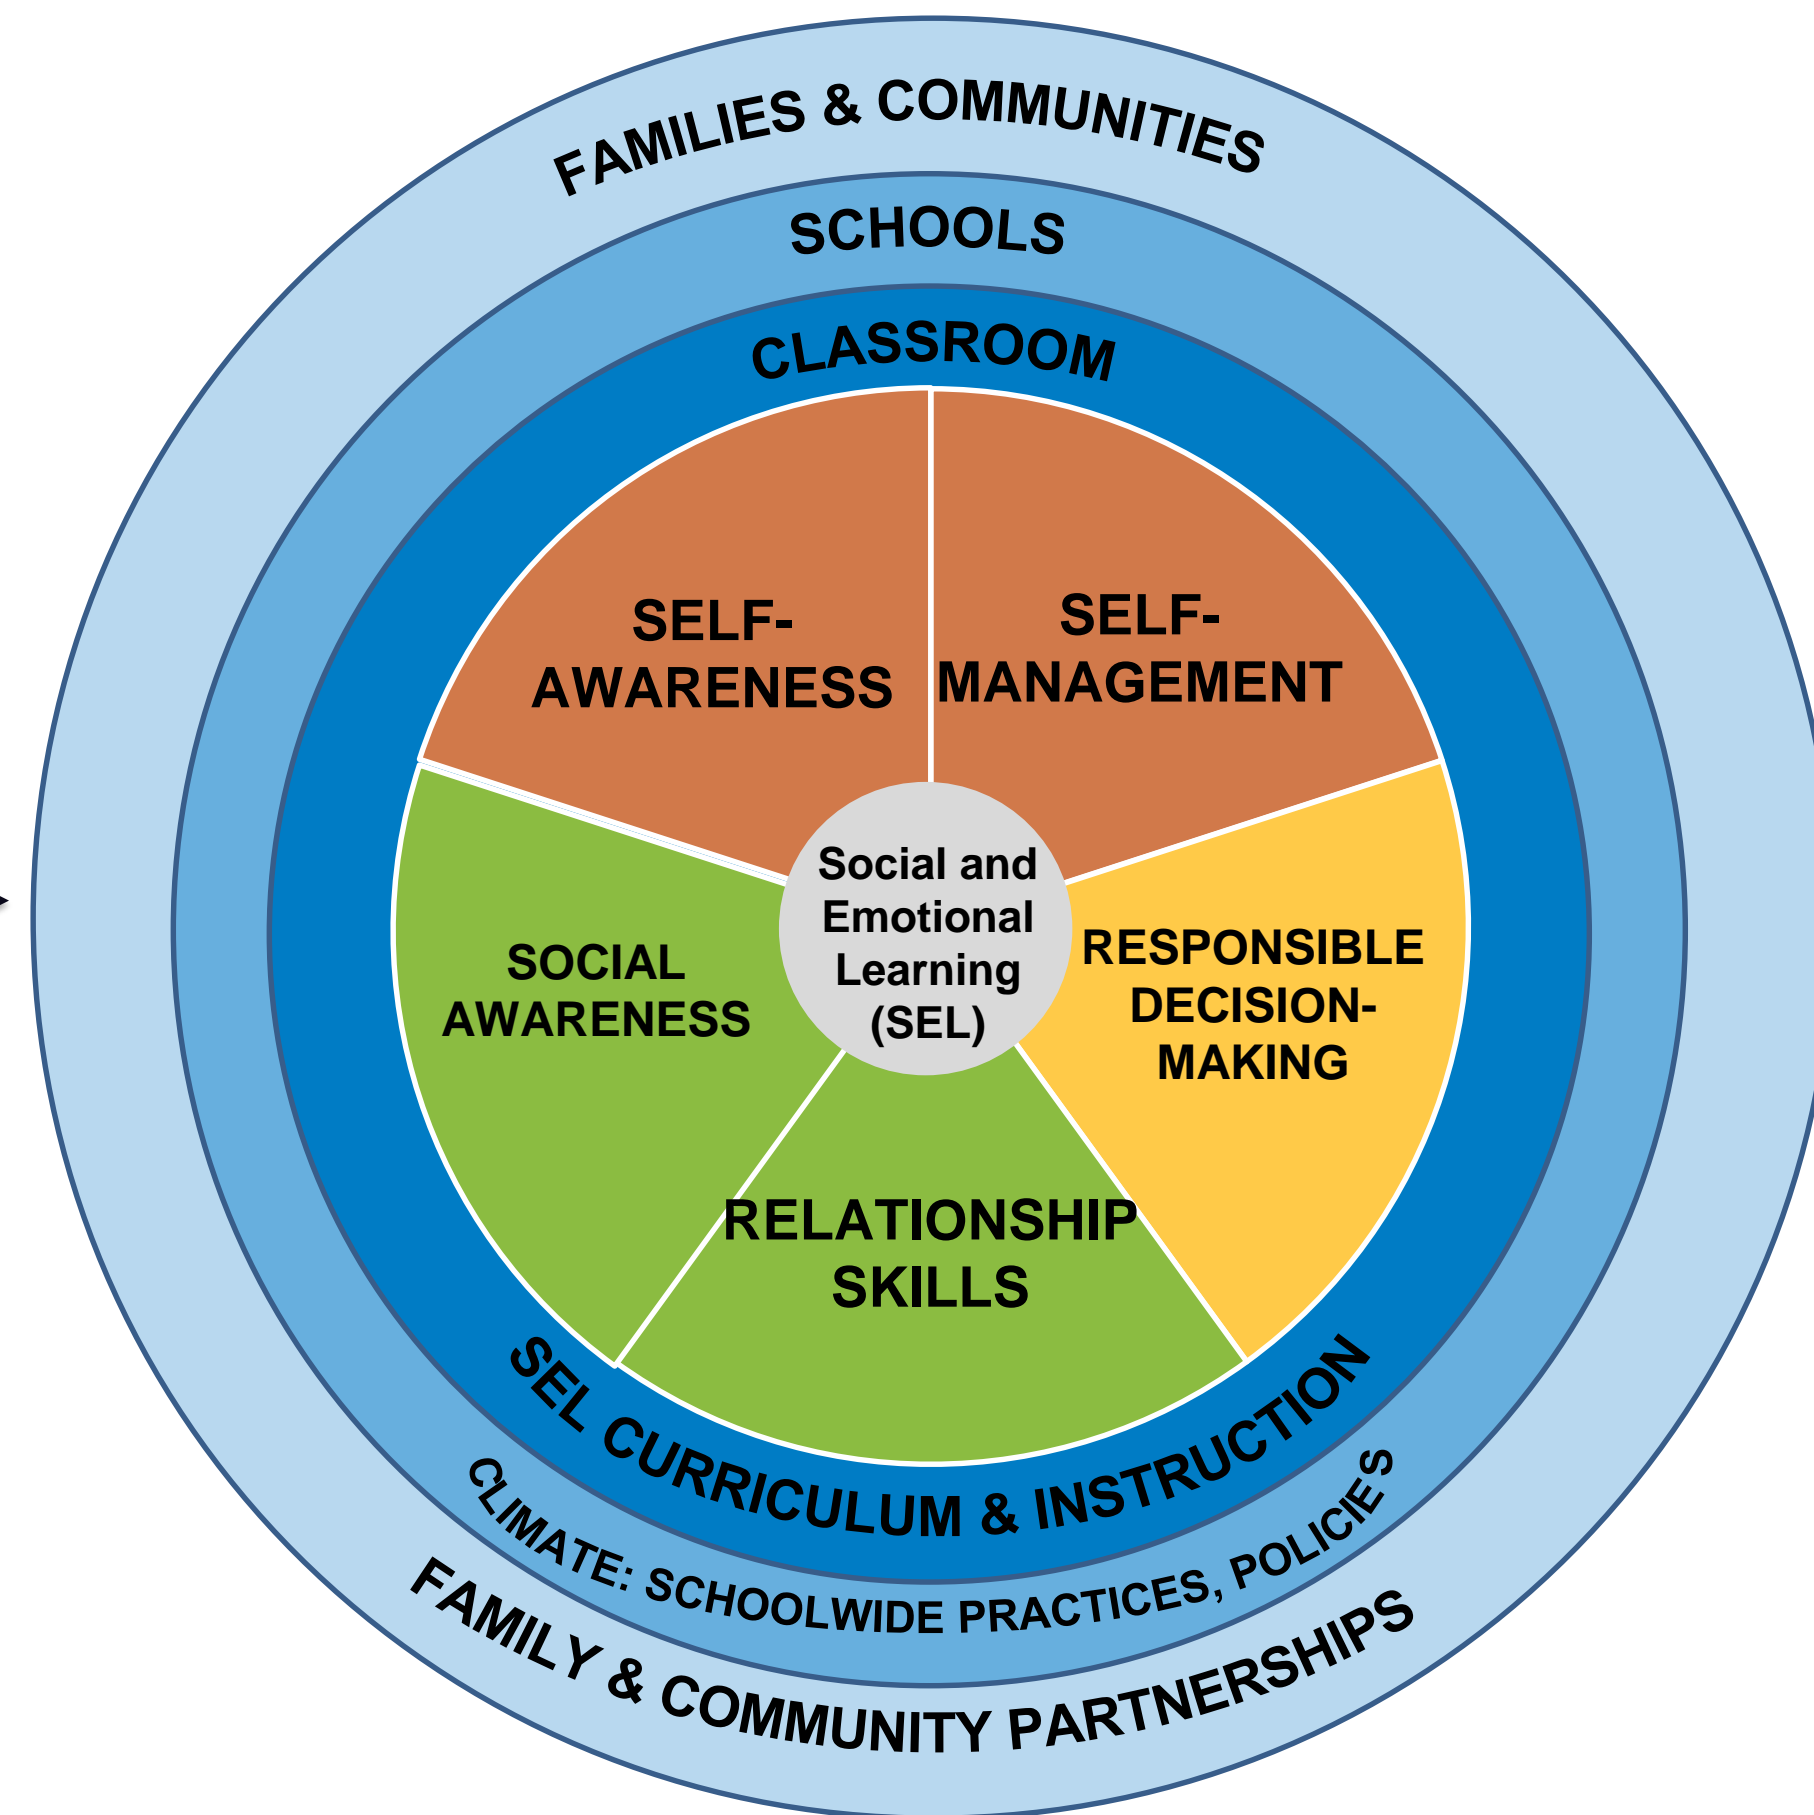 FAMILIES & COMMUNITIES
SCHOOLS
CLASSROOM
SELF-
AWARENESS
SELF-
MANAGEMENT
Social and
Emotional
Learning
(SEL)
SOCIAL
AWARENESS
RESPONSIBLE
DECISION-
MAKING
RELATIONSHIP
SKILLS
SEL CURRICULUM & INSTRUCTION
CLIMATE: SCHOOLWIDE PRACTICES, POLICIES
FAMILY & COMMUNITY PARTNERSHIPS